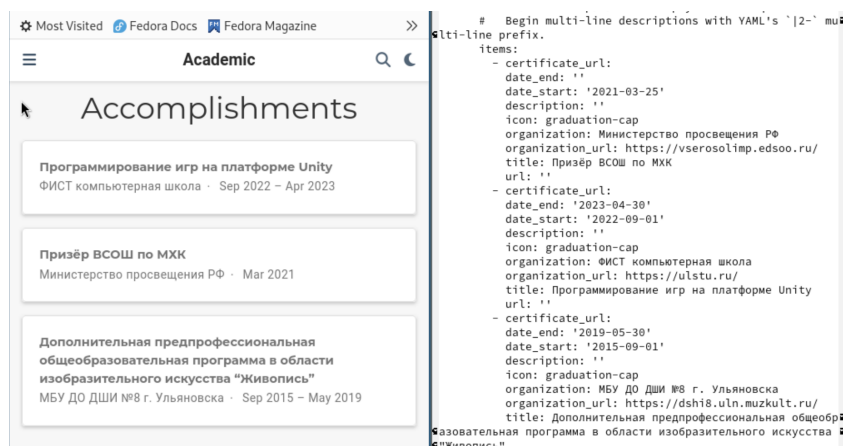 Most Visited Fedora Docs Fedora Magazine »
Academic
Accomplishments
Программирование игр на платформе Unity
ФИСТ компьютерная школа · Sep 2022 – Apr 2023
Призёр ВСОШ по МХК
Министерство просвещения РФ · Mar 2021
Дополнительная предпрофессиональная
общеобразовательная программа в области
изобразительного искусства “Живопись”
МБУ ДО ДШИ №8 г. Ульяновска · Sep 2015 – May 2019
# Begin multi-line descriptions with YAML's `|2-` mu
lti-line prefix.
items:
- certificate_url:
date_end: ''
date_start: '2021-03-25'
description: ''
icon: graduation-cap
organization: Министерство просвещения РФ
organization_url: https://vserosolimp.edsoo.ru/
title: Призёр ВСОШ по МХК
url: ''
- certificate_url:
date_end: '2023-04-30'
date_start: '2022-09-01'
description: ''
icon: graduation-cap
organization: ФИСТ компьютерная школа
organization_url: https://ulstu.ru/
title: Программирование игр на платформе Unity
url: ''
- certificate_url:
date_end: '2019-05-30'
date_start: '2015-09-01'
description: ''
icon: graduation-cap
organization: МБУ ДО ДШИ №8 г. Ульяновска
organization_url: https://dshi8.uln.muzkult.ru/
title: Дополнительная предпрофессиональная общеобр
азовательная программа в области изобразительного искусства
"Живопись"